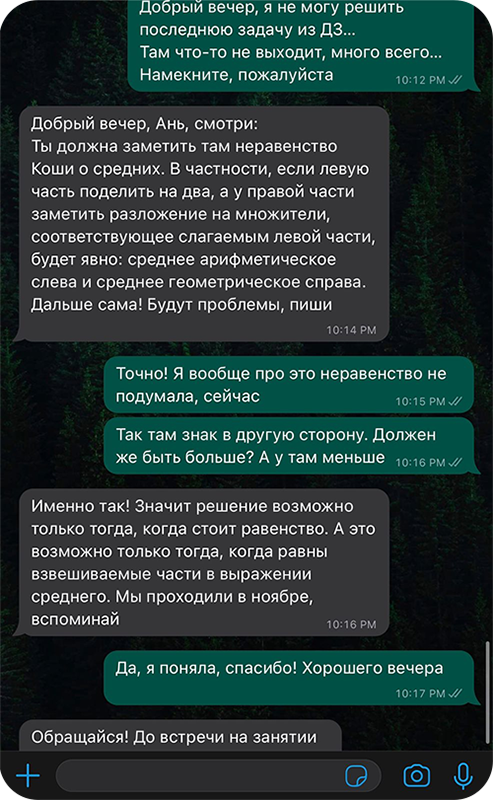 Добрый вечер, я не могу решить
последнюю задачу из ДЗ...
Там что-то не выходит, много всего...
Намекните, пожалуйста
10:12 PM
Добрый вечер, Ань, смотри:
Ты должна заметить там неравенство
Коши о средних. В частности, если левую
часть поделить на два, а у правой части
заметить разложение на множители,
соответствующее слагаемым левой части,
будет явно: среднее арифметическое
слева и среднее геометрическое справа.
Дальше сама! Будут проблемы, пиши
10:14 PM
Точно! Я вообще про это неравенство не
подумала, сейчас
10:15 PM
Так там знак в другую сторону. Должен
же быть больше? А у там меньше
10:16 PM
Именно так! Значит решение возможно
только тогда, когда стоит равенство. А это
возможно только тогда, когда равны
взвешиваемые части в выражении
среднего. Мы проходили в ноябре,
вспоминай
10:16 PM
Да, я поняла, спасибо! Хорошего вечера
10:17 PM
Обращайся! До встречи на занятии